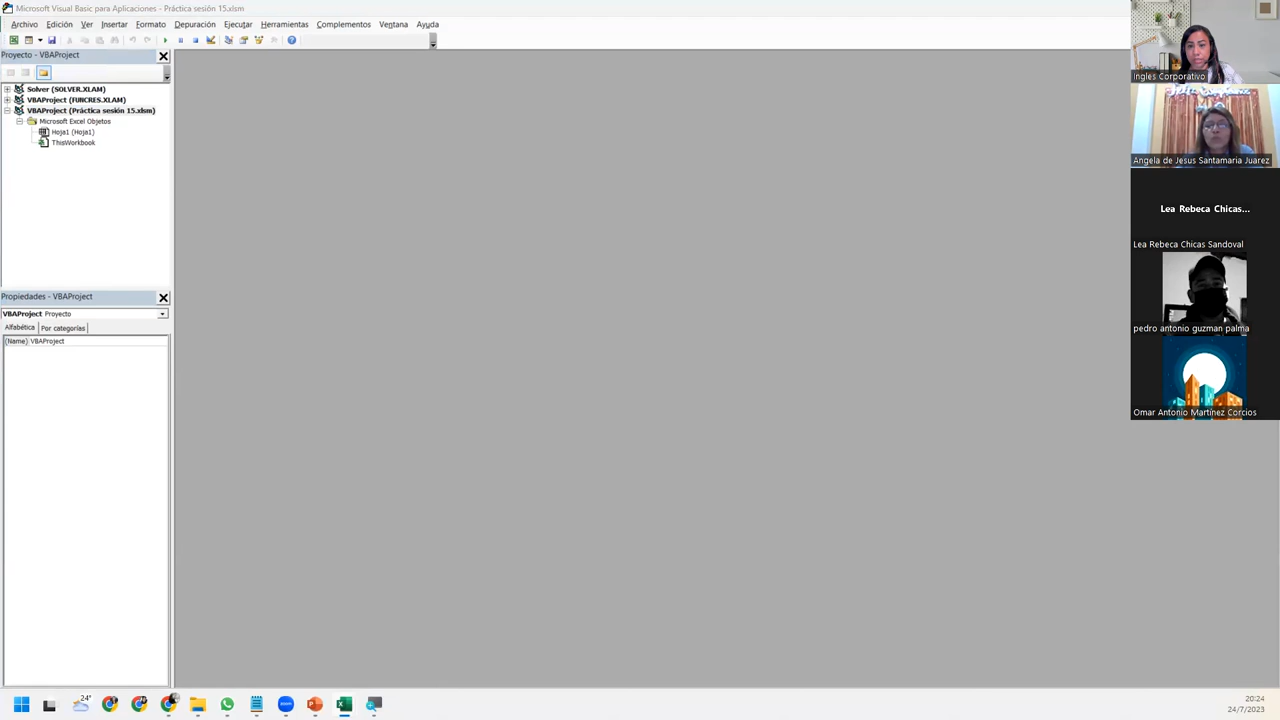 Microsoft Visual Basic para Aplicaciones - Práctica sesión 15.xlsm
Archivo Edición Ver Insertar Formato Depuración Ejecutar Herramientas Complementos Ventana Ayuda
Proyecto - VBAProject
Solver (SOLVER.XLAM)
VBAProject (FUNCRES.XLAM)
VBAProject (Práctica sesión 15.xlsm)
Microsoft Excel Objetos
Hoja1 (Hoja1)
ThisWorkbook
Propiedades - VBAProject
VBAProject Proyecto
Alfabética Por categorías
(Name) VBAProject
Ingles Corporativo
Angela de Jesus Santamaria Juarez
Lea Rebeca Chicas...
Lea Rebeca Chicas Sandoval
pedro antonio guzman palma
Omar Antonio Martínez Corcios
24°
20:24
24/7/2023